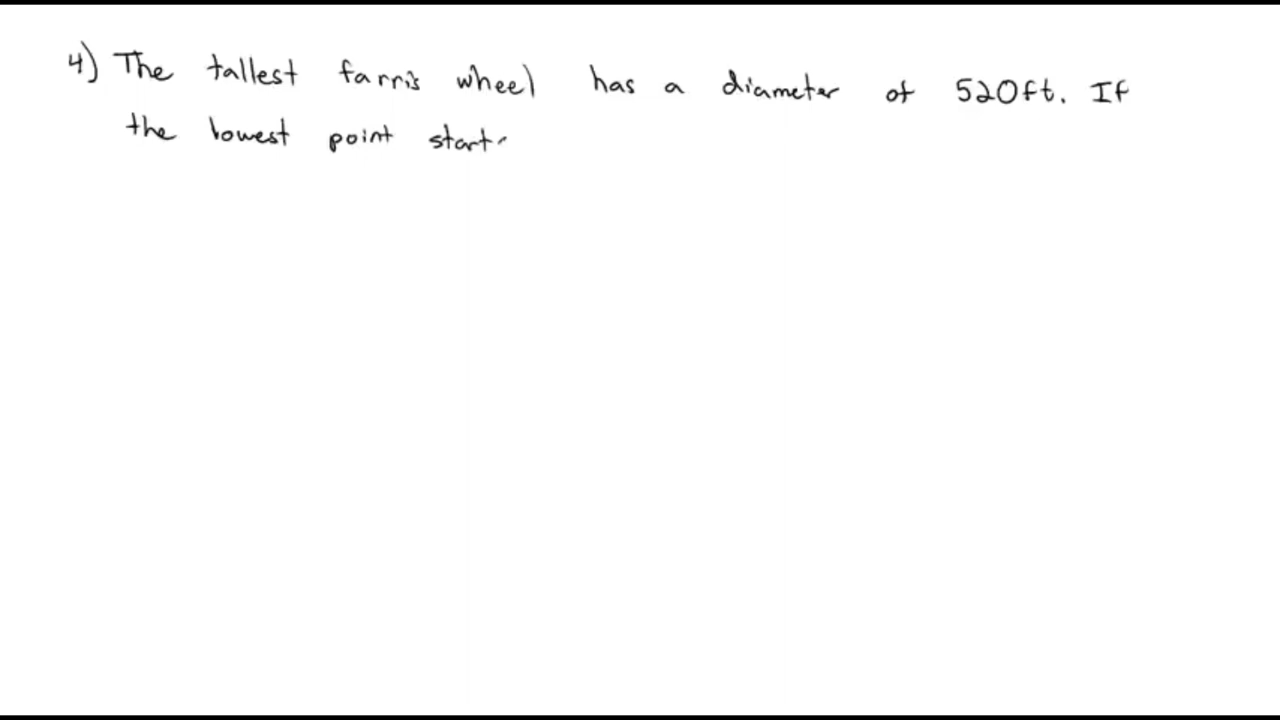 4) The tallest farris wheel has a diameter of 520ft. If
the lowest point start